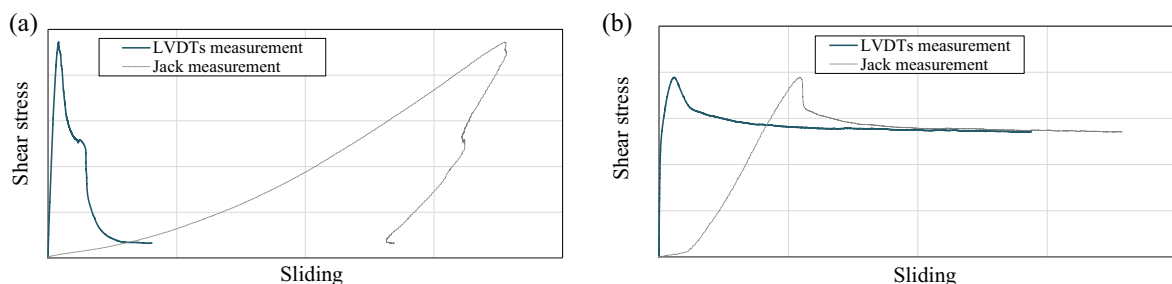 (a)
LVDTs measurement
Jack measurement
Shear stress
Sliding
(b)
LVDTs measurement
Jack measurement
Shear stress
Sliding